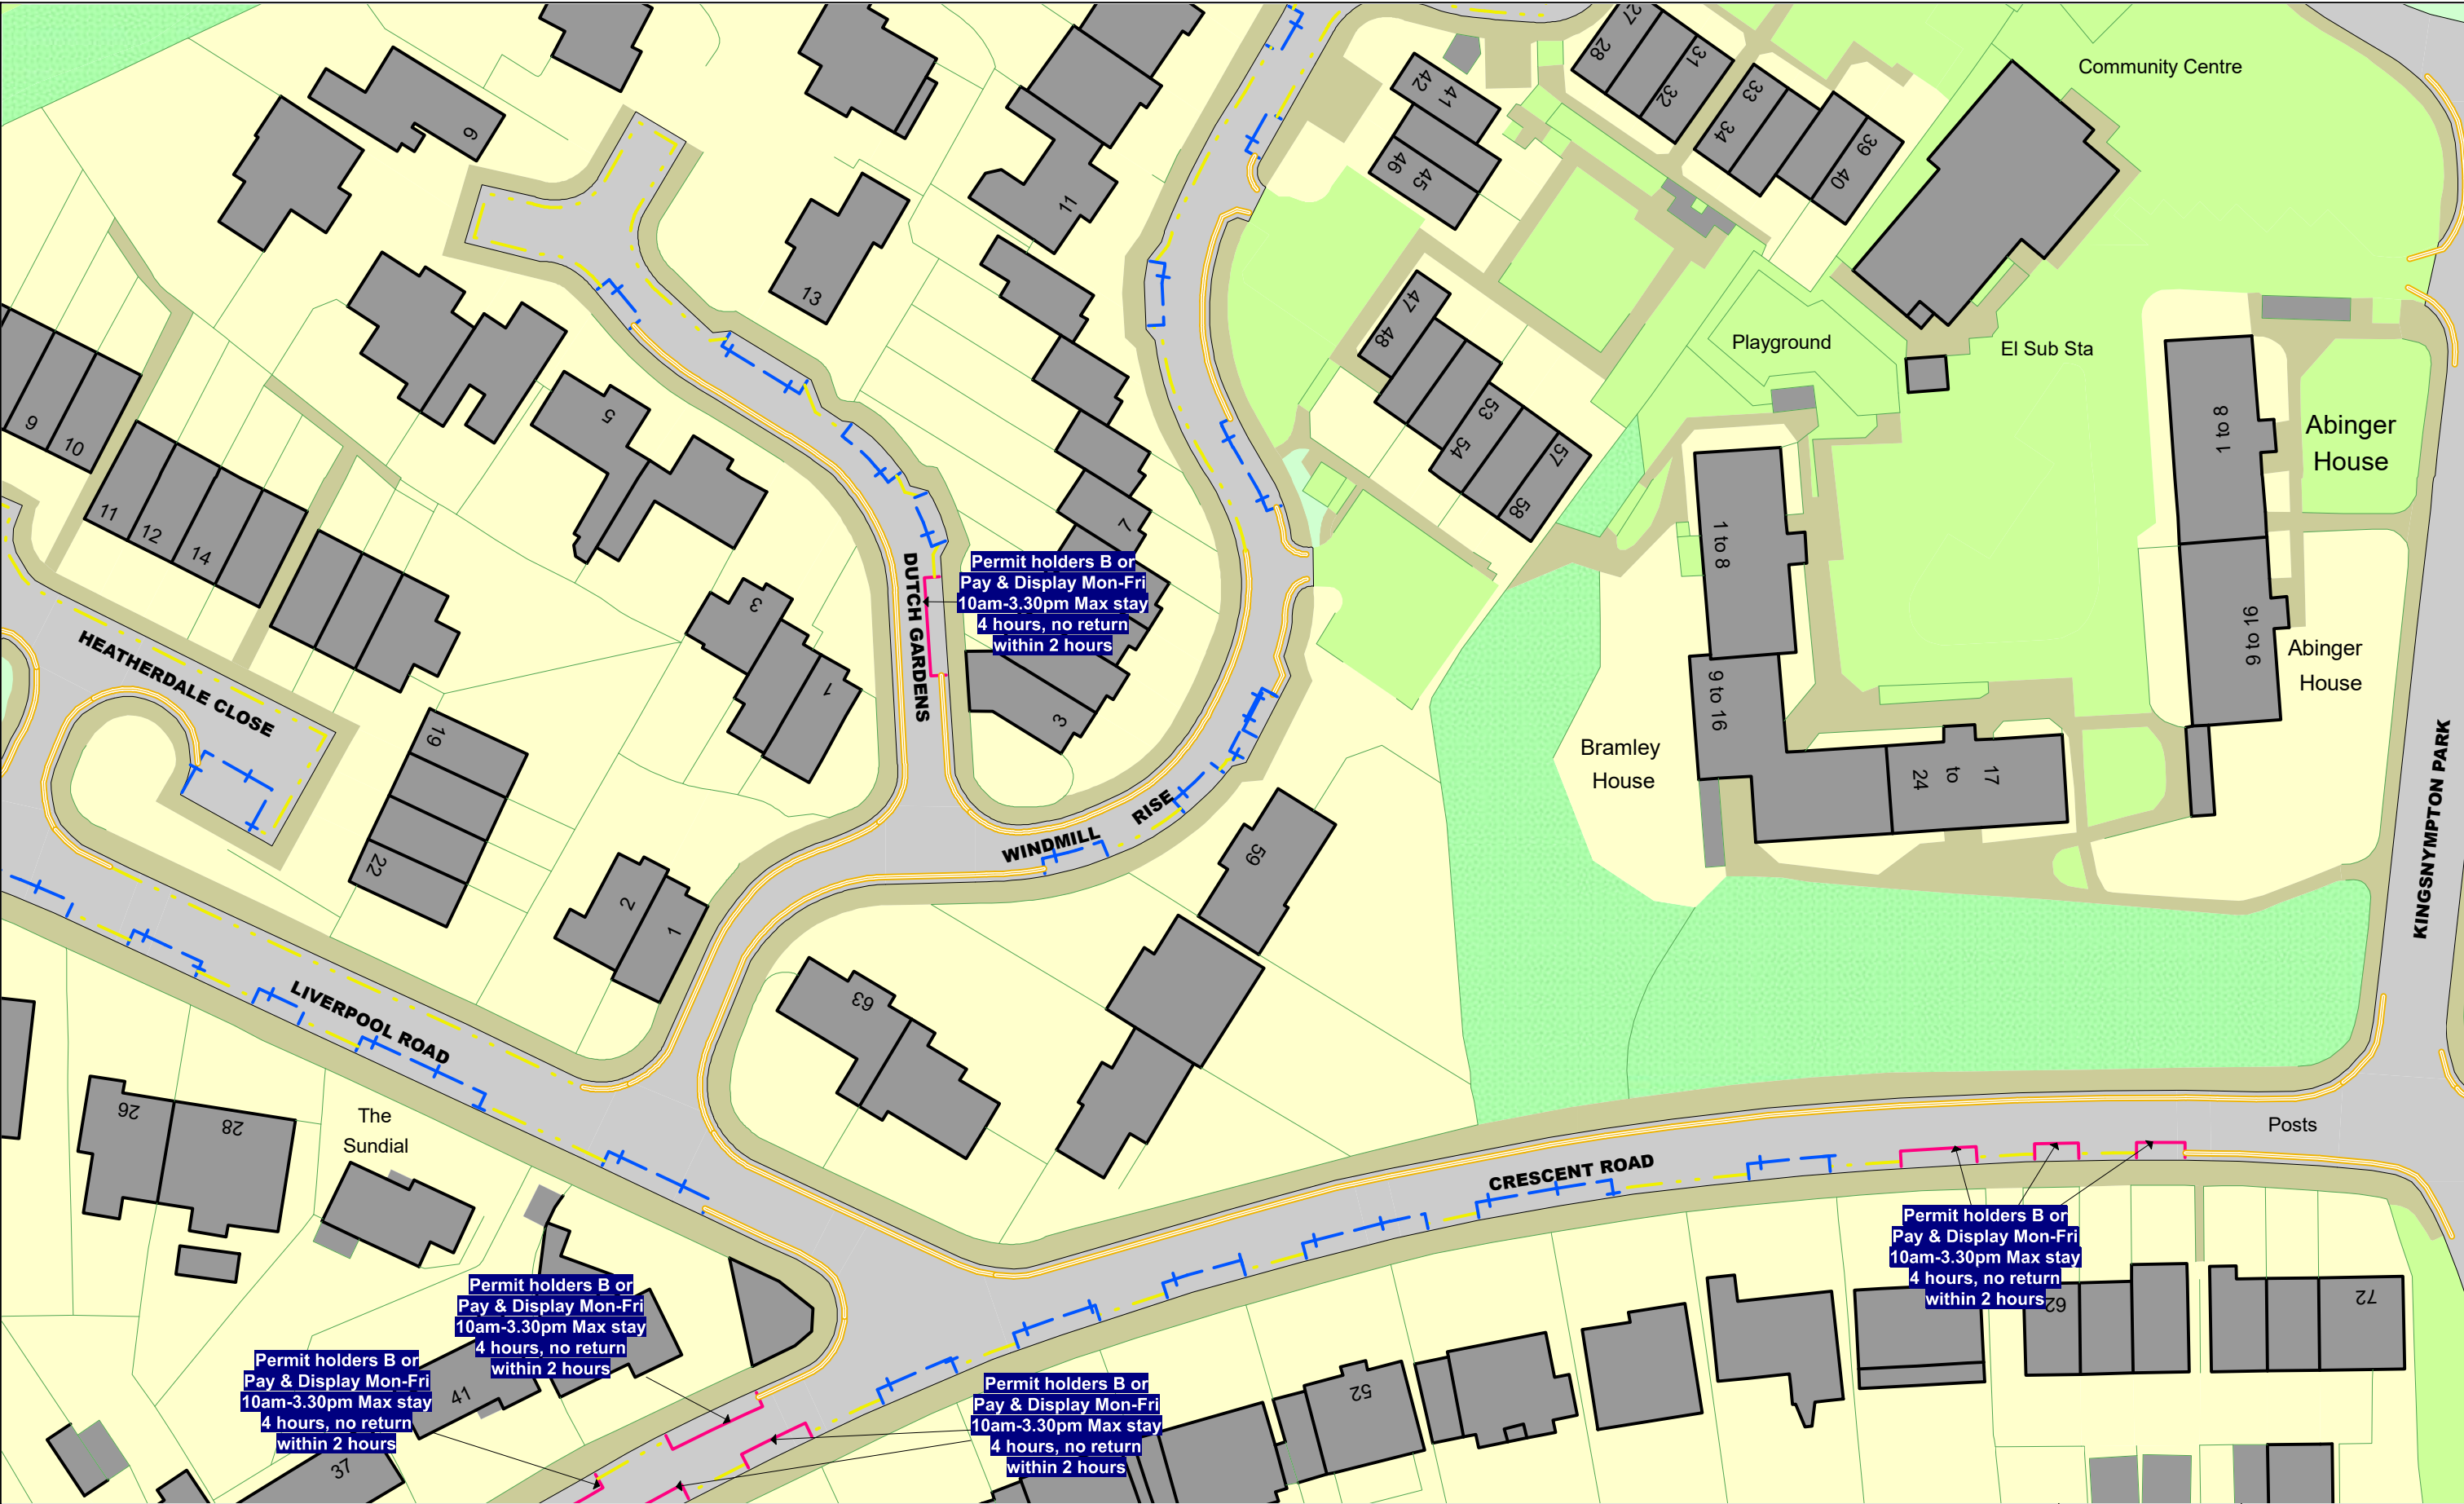 27
28
31
32
33
34
39
40
42
41
46
45
47
48
53
54
57
58
Community Centre
Playground
El Sub Sta
6
11
13
5
9
10
11
12
14
7
3
3
1
Permit holders B or
Pay & Display Mon-Fri
10am-3.30pm Max stay
4 hours, no return
within 2 hours
DUTCH GARDENS
HEATHERDALE CLOSE
1 to 8
Abinger
House
1 to 8
9 to 16
9 to 16
Abinger
House
Bramley
House
24
to
17
KINGSNYMPTON PARK
19
22
WINDMILL RISE
59
2
1
63
LIVERPOOL ROAD
The
Sundial
26
28
Posts
CRESCENT ROAD
Permit holders B or
Pay & Display Mon-Fri
10am-3.30pm Max stay
4 hours, no return
within 2 hours
62
72
Permit holders B or
Pay & Display Mon-Fri
10am-3.30pm Max stay
4 hours, no return
within 2 hours
Permit holders B or
Pay & Display Mon-Fri
10am-3.30pm Max stay
4 hours, no return
within 2 hours
41
37
Permit holders B or
Pay & Display Mon-Fri
10am-3.30pm Max stay
4 hours, no return
within 2 hours
52